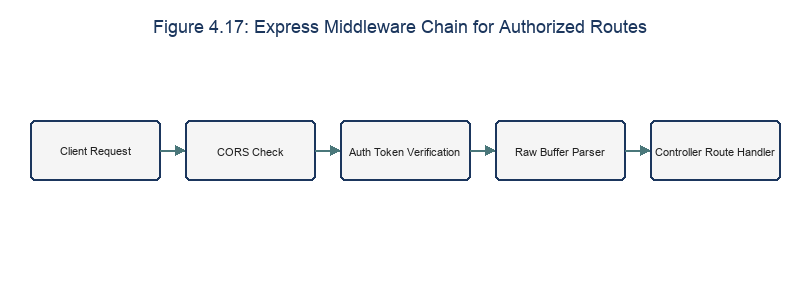 Figure 4.17: Express Middleware Chain for Authorized Routes
Client Request
CORS Check
Auth Token Verification
Raw Buffer Parser
Controller Route Handler